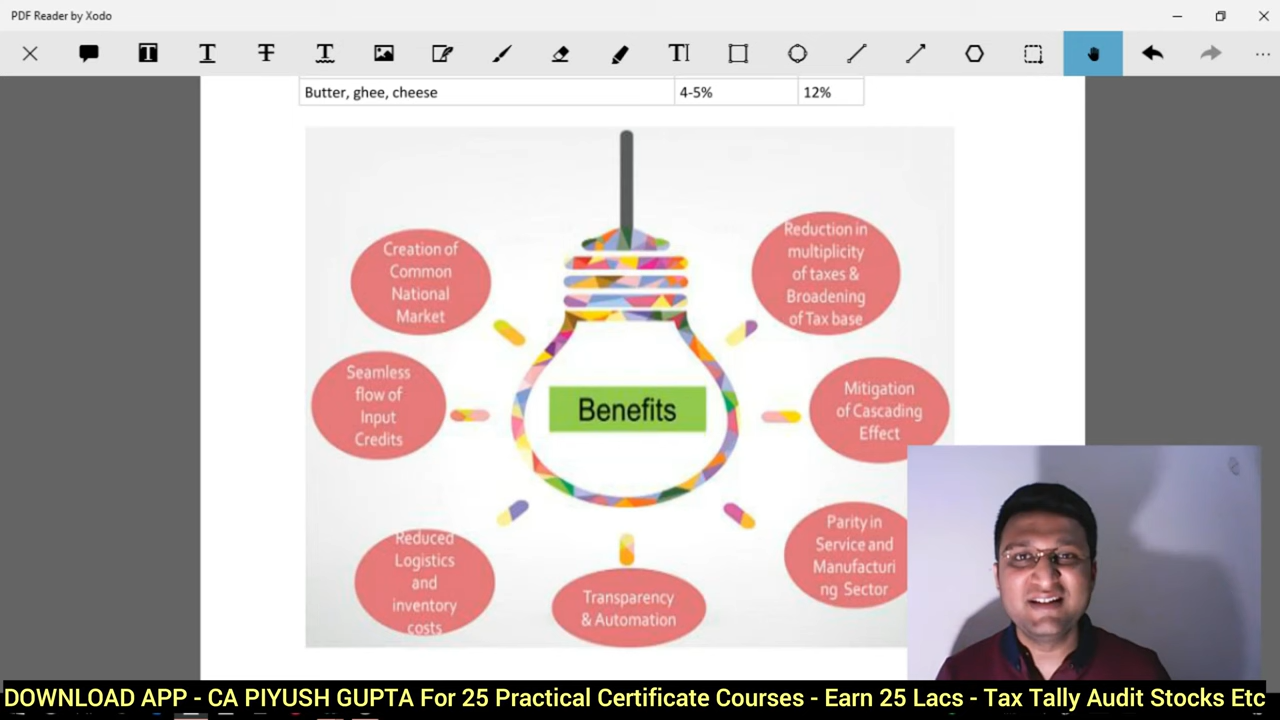 PDF Reader by Xodo
Butter, ghee, cheese 4-5% 12%
Creation of
Common
National
Market
Reduction in
multiplicity
of taxes &
Broadening
of Tax base
Seamless
flow of
Input
Credits
Benefits
Mitigation
of Cascading
Effect
Reduced
Logistics
and
inventory
costs
Transparency
& Automation
Parity in
Service and
Manufacturi
ng Sector
DOWNLOAD APP - CA PIYUSH GUPTA For 25 Practical Certificate Courses - Earn 25 Lacs - Tax Tally Audit Stocks Etc